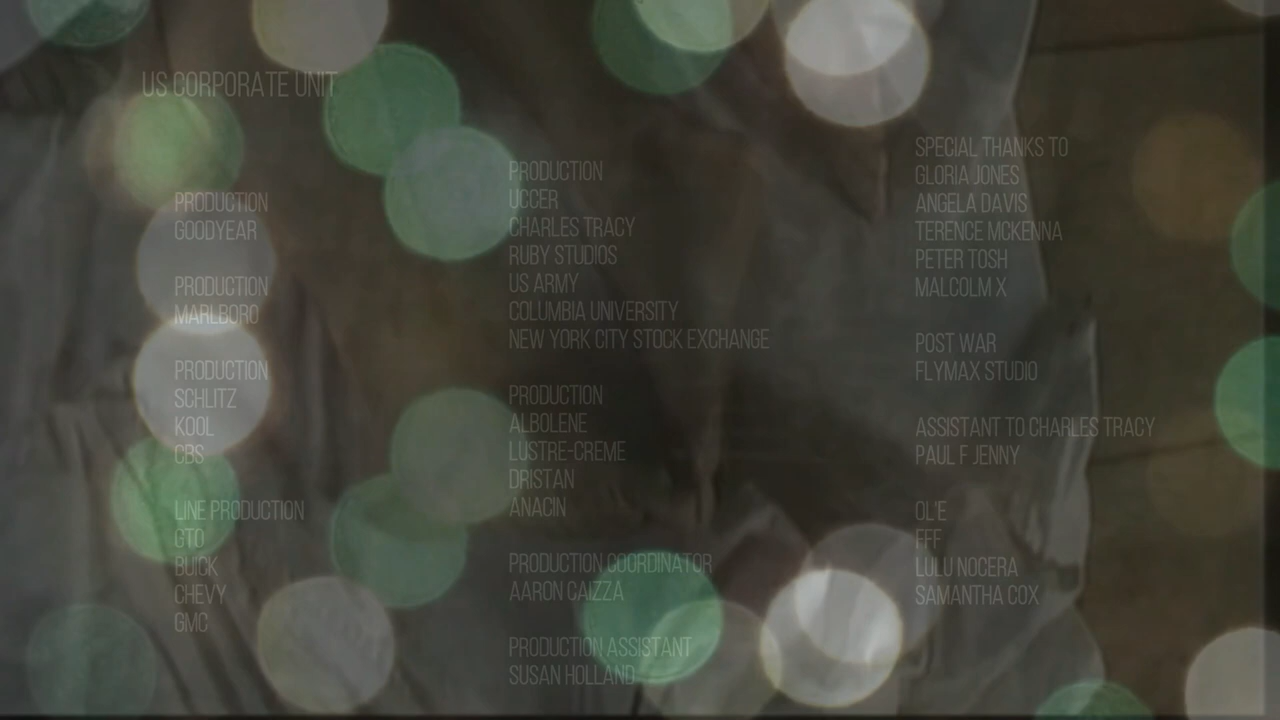 US CORPORATE UNIT
PRODUCTION
GOODYEAR
PRODUCTION
MARLBORO
PRODUCTION
SCHLITZ
KOOL
CBS
LINE PRODUCTION
GTO
BUICK
CHEVY
GMC
PRODUCTION
UCCER
CHARLES TRACY
RUBY STUDIOS
US ARMY
COLUMBIA UNIVERSITY
NEW YORK CITY STOCK EXCHANGE
PRODUCTION
ALBOLENE
LUSTRE-CREME
DRISTAN
ANACIN
PRODUCTION COORDINATOR
AARON CAIZZA
PRODUCTION ASSISTANT
SUSAN HOLLAND
SPECIAL THANKS TO
GLORIA JONES
ANGELA DAVIS
TERENCE MCKENNA
PETER TOSH
MALCOLM X
POST WAR
FLYMAX STUDIO
ASSISTANT TO CHARLES TRACY
PAUL F JENNY
OL'E
EFF
LULU NOCERA
SAMANTHA COX